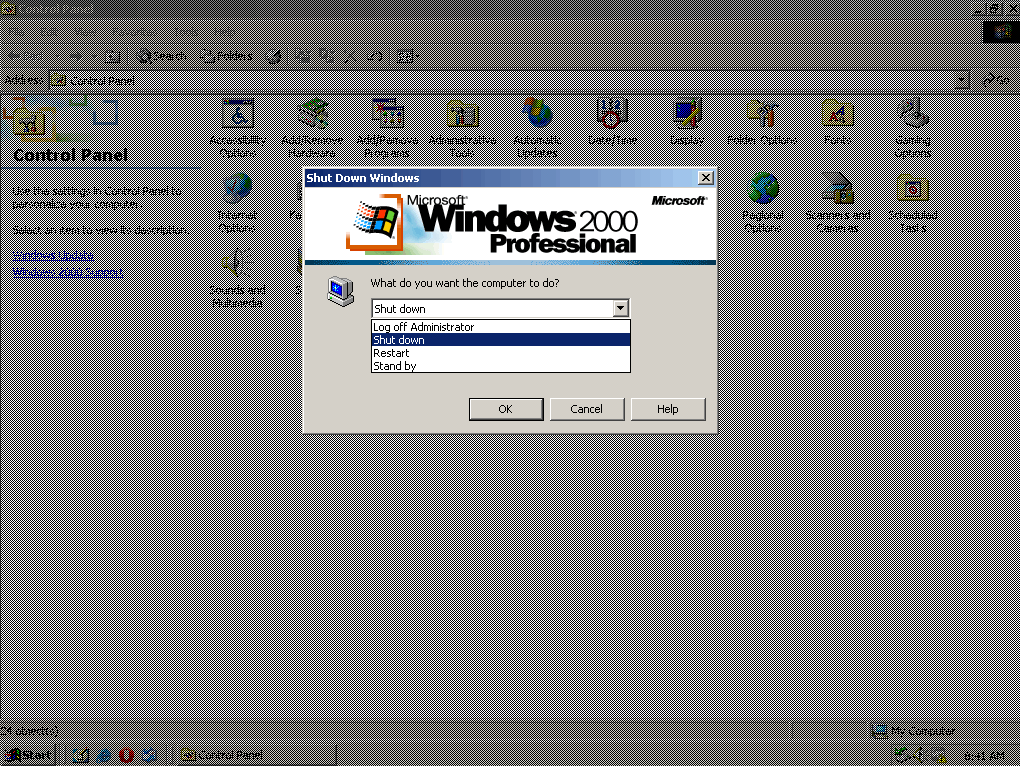 Control Panel
Search
Folders
Address
Control Panel
Go
Control Panel
Use the settings in Control Panel to
personalize your computer.
Select an item to view its description.
Windows Update
Windows 2000 Support
Accessibility
Options
Add/Remove
Hardware
Add/Remove
Programs
Administrative
Tools
Automatic
Updates
Date/Time
Display
Folder Options
Fonts
Gaming
Options
Internet
Options
Regional
Options
Scanners and
Cameras
Scheduled
Tasks
Sounds and
Multimedia
Shut Down Windows
Microsoft
Microsoft
Windows 2000
Professional
What do you want the computer to do?
Shut down
Log off Administrator
Shut down
Restart
Stand by
OK
Cancel
Help
24 object(s)
My Computer
Start
Control Panel
8:41 AM